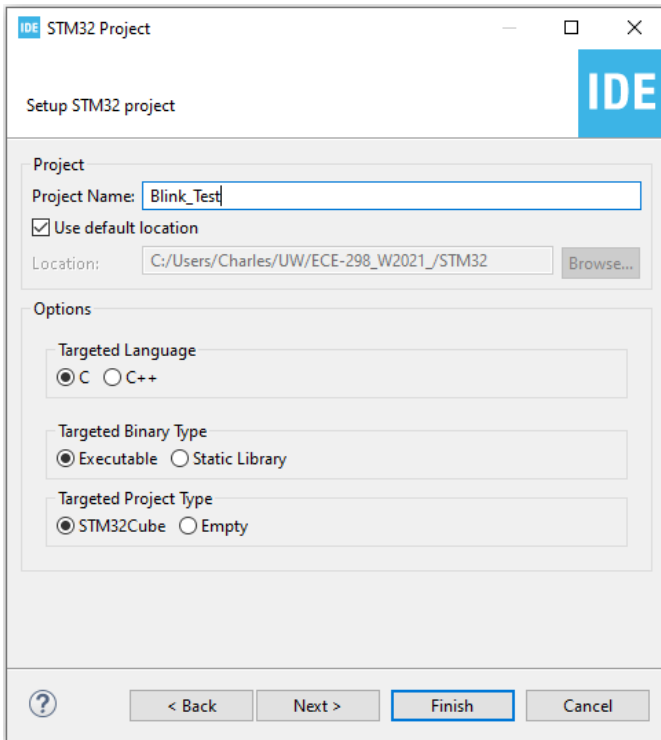 IDE STM32 Project
IDE
Setup STM32 project
Project
Project Name: Blink_Test
Use default location
Location: C:/Users/Charles/UW/ECE-298_W2021_/STM32 Browse...
Options
Targeted Language
C C++
Targeted Binary Type
Executable Static Library
Targeted Project Type
STM32Cube Empty
? < Back Next > Finish Cancel